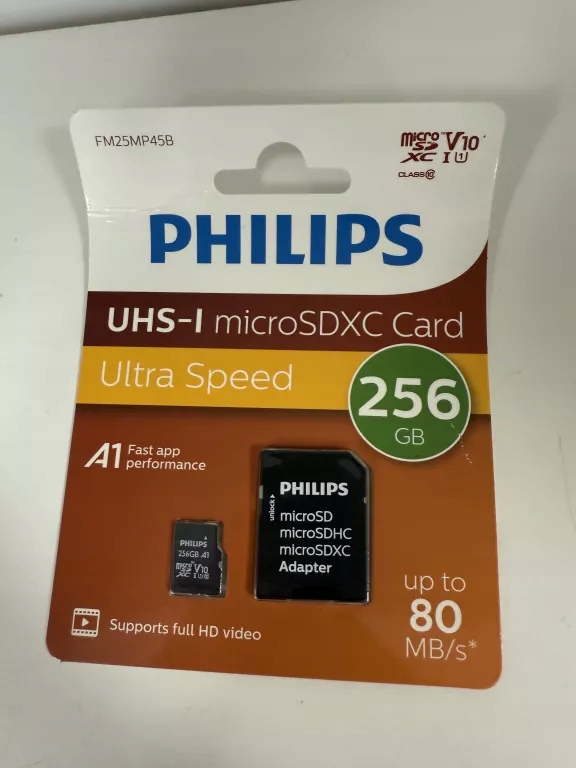 FM25MP45B
micro SD XC I U1 V10
CLASS 10
PHILIPS
UHS-I microSDXC Card
Ultra Speed
256
GB
A1 Fast app
performance
PHILIPS
256GB A1
micro SD XC I U1 V10
unlock
PHILIPS
microSD
microSDHC
microSDXC
Adapter
up to
80
MB/s*
Supports full HD video